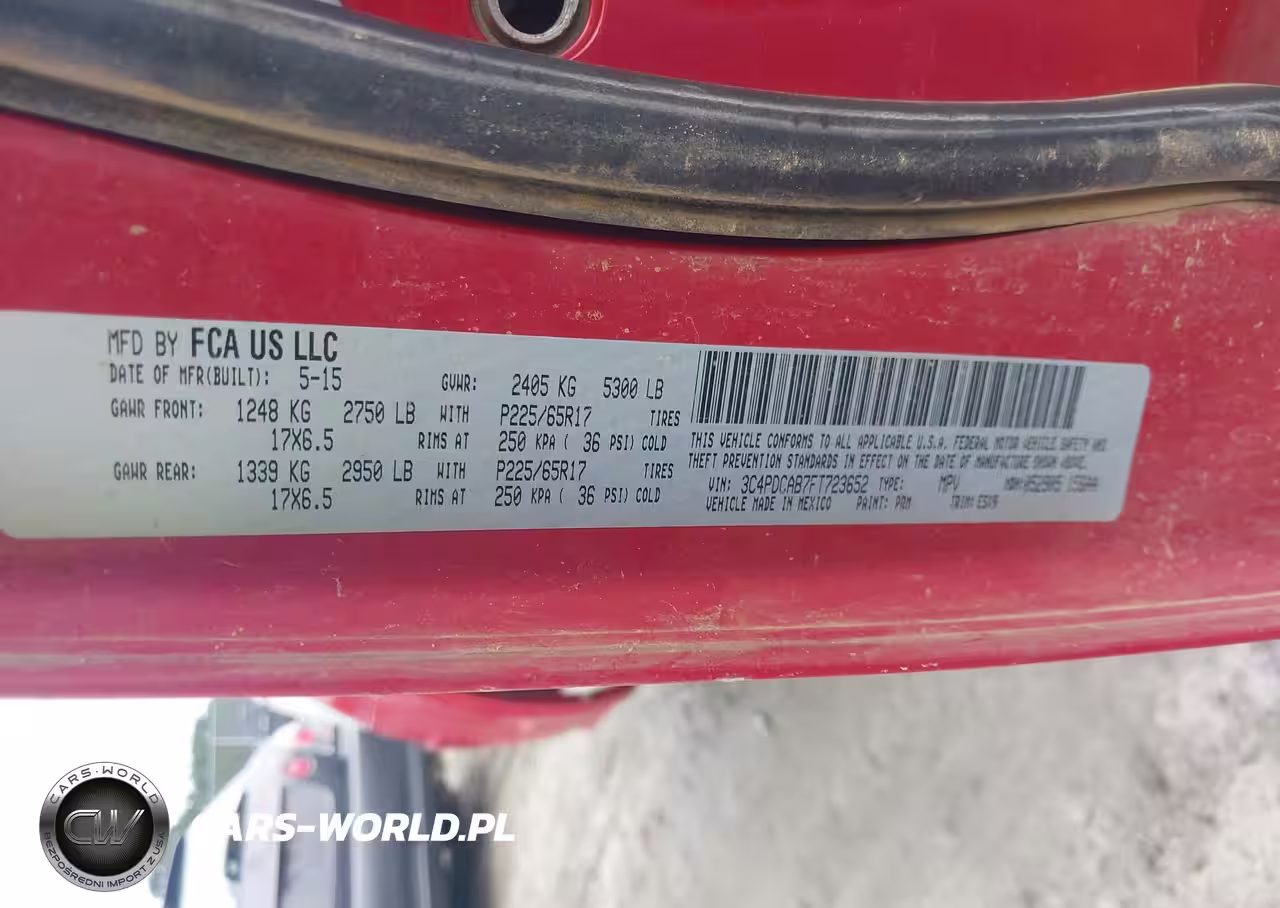 MFD BY FCA US LLC
DATE OF MFR(BUILT): 5-15 GVWR: 2405 KG 5300 LB
GAWR FRONT: 1248 KG 2750 LB WITH P225/65R17 TIRES
17X6.5 RIMS AT 250 KPA ( 36 PSI) COLD
GAWR REAR: 1339 KG 2950 LB WITH P225/65R17 TIRES
17X6.5 RIMS AT 250 KPA ( 36 PSI) COLD
THIS VEHICLE CONFORMS TO ALL APPLICABLE U.S.A. FEDERAL MOTOR VEHICLE SAFETY AND
THEFT PREVENTION STANDARDS IN EFFECT ON THE DATE OF MANUFACTURE SHOWN ABOVE.
VIN: 3C4PDCAB7FT723652 TYPE: MPV
VEHICLE MADE IN MEXICO PAINT: PRM TRIM: E5X9
CARS-WORLD
CW
BEZPOŚREDNI IMPORT Z USA
CARS-WORLD.PL